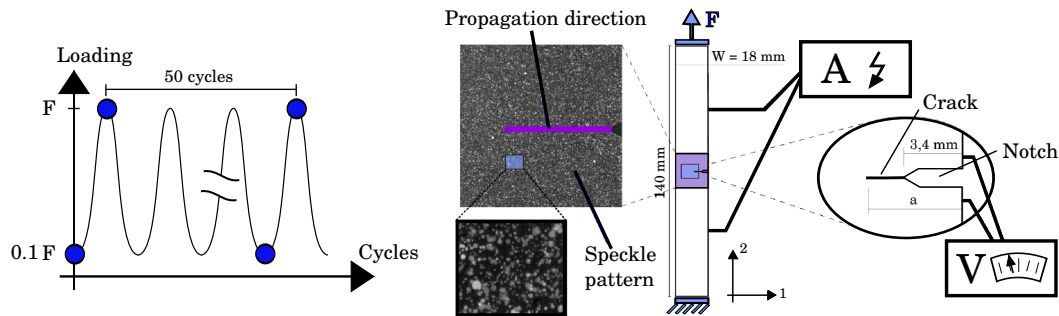 Loading
50 cycles
F
0.1 F
Cycles
Propagation direction
Speckle
pattern
F
W = 18 mm
140 mm
2
1
A
Crack
3,4 mm
Notch
a
V